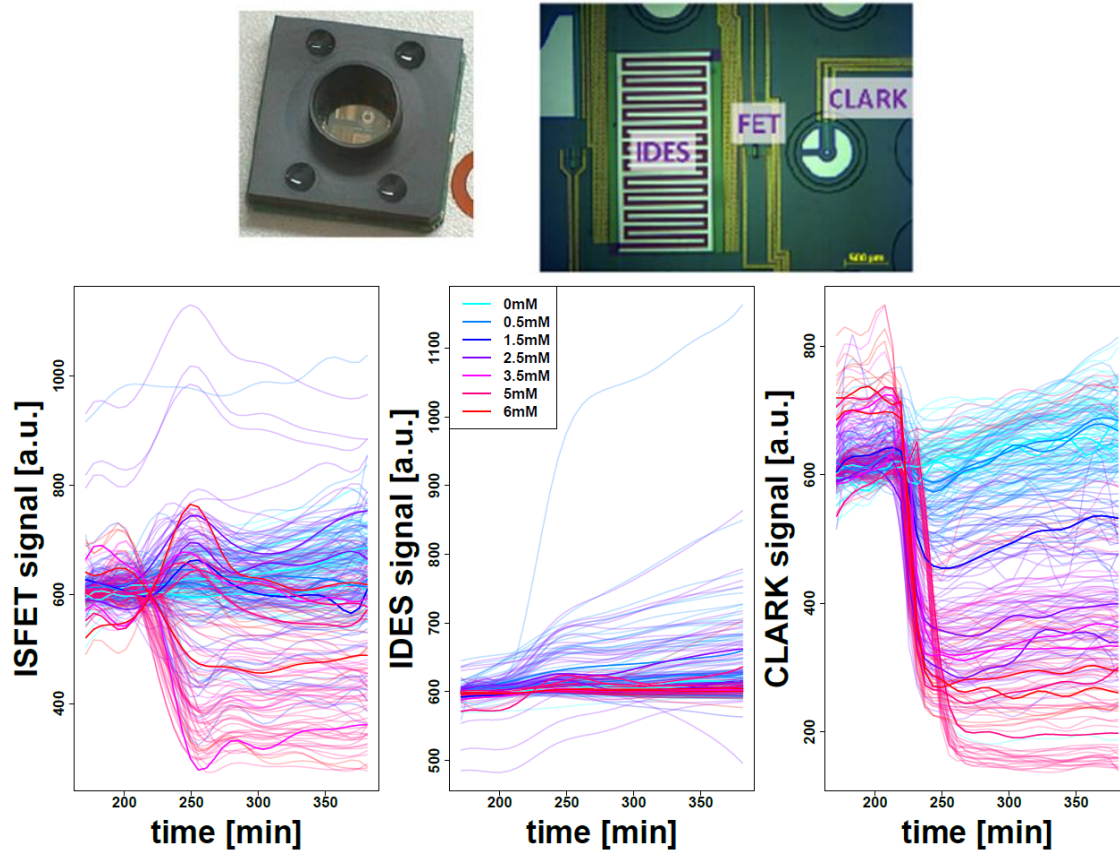 IDES
FET
CLARK
500 µm
ISFET signal [a.u.]
400
600
800
1000
200
250
300
350
time [min]
IDES signal [a.u.]
500
600
700
800
900
1000
1100
0mM
0.5mM
1.5mM
2.5mM
3.5mM
5mM
6mM
200
250
300
350
time [min]
CLARK signal [a.u.]
200
400
600
800
200
250
300
350
time [min]